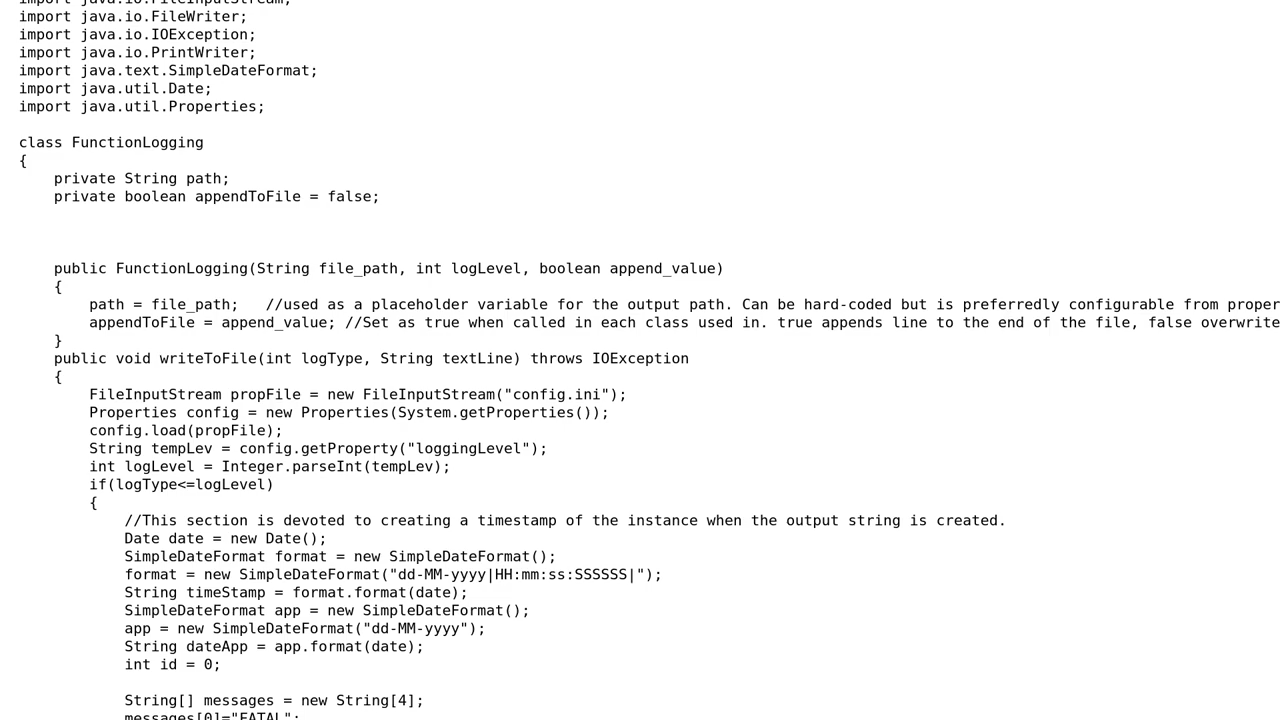 import java.io.FileInputStream;
import java.io.FileWriter;
import java.io.IOException;
import java.io.PrintWriter;
import java.text.SimpleDateFormat;
import java.util.Date;
import java.util.Properties;
class FunctionLogging
{
private String path;
private boolean appendToFile = false;
public FunctionLogging(String file_path, int logLevel, boolean append_value)
{
path = file_path;   //used as a placeholder variable for the output path. Can be hard-coded but is preferredly configurable from proper
appendToFile = append_value; //Set as true when called in each class used in. true appends line to the end of the file, false overwrite
}
public void writeToFile(int logType, String textLine) throws IOException
{
FileInputStream propFile = new FileInputStream("config.ini");
Properties config = new Properties(System.getProperties());
config.load(propFile);
String tempLev = config.getProperty("loggingLevel");
int logLevel = Integer.parseInt(tempLev);
if(logType<=logLevel)
{
//This section is devoted to creating a timestamp of the instance when the output string is created.
Date date = new Date();
SimpleDateFormat format = new SimpleDateFormat();
format = new SimpleDateFormat("dd-MM-yyyy|HH:mm:ss:SSSSSS|");
String timeStamp = format.format(date);
SimpleDateFormat app = new SimpleDateFormat();
app = new SimpleDateFormat("dd-MM-yyyy");
String dateApp = app.format(date);
int id = 0;
String[] messages = new String[4];
messages[0]="FATAL";